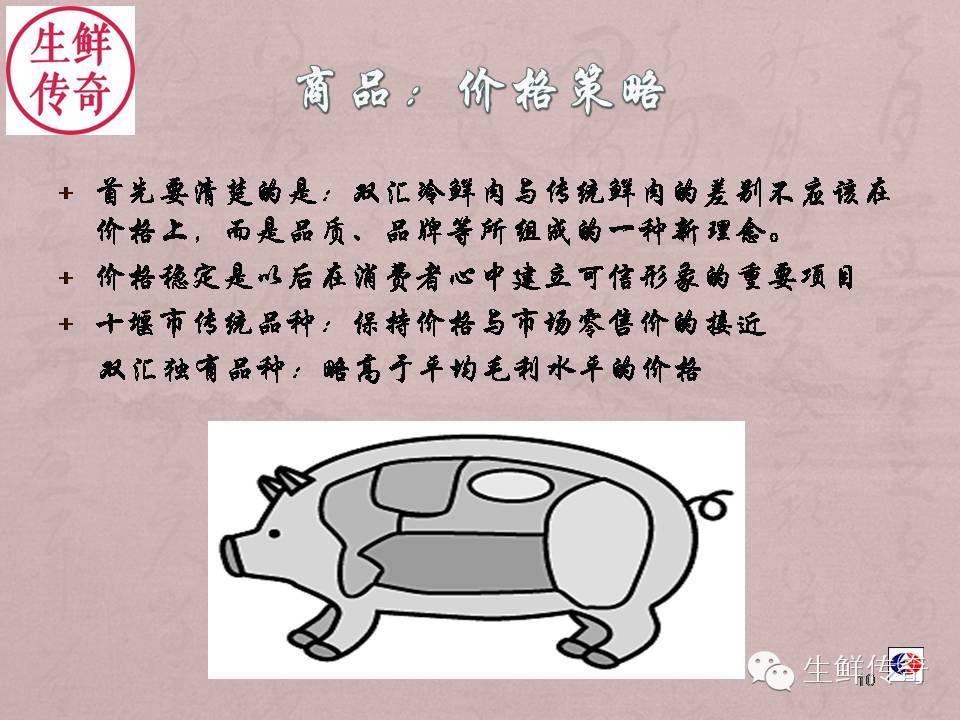 生鲜
传奇
商品：价格策略
+ 首先要清楚的是：双汇冷鲜肉与传统鲜肉的差别不应该在
价格上，而是品质、品牌等所组成的一种新理念。
+ 价格稳定是以后在消费者心中建立可信形象的重要项目
+ 十堰市传统品种：保持价格与市场零售价的接近
双汇独有品种：略高于平均毛利水平的价格
生鲜传奇
10